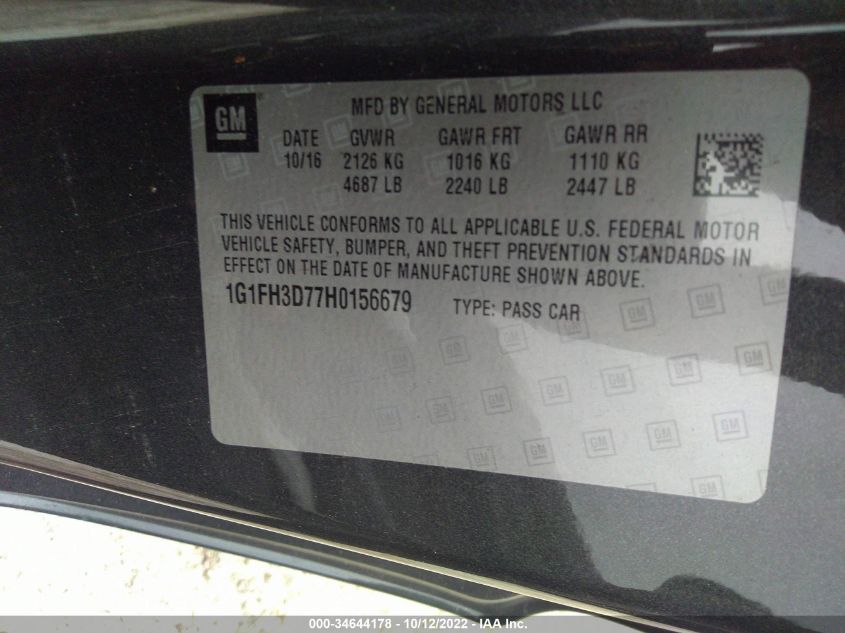 GM
MFD BY GENERAL MOTORS LLC
DATE GVWR GAWR FRT GAWR RR
10/16 2126 KG 1016 KG 1110 KG
4687 LB 2240 LB 2447 LB
THIS VEHICLE CONFORMS TO ALL APPLICABLE U.S. FEDERAL MOTOR
VEHICLE SAFETY, BUMPER, AND THEFT PREVENTION STANDARDS IN
EFFECT ON THE DATE OF MANUFACTURE SHOWN ABOVE.
1G1FH3D77H0156679 TYPE: PASS CAR
000-34644178 - 10/12/2022 - IAA Inc.